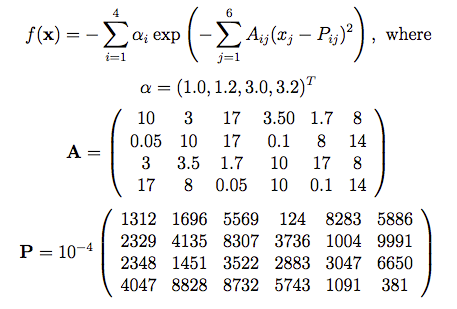 f(x) = − ∑_{i=1}^{4} α_i exp ( − ∑_{j=1}^{6} A_{ij}(x_j − P_{ij})² ) , where
α = (1.0, 1.2, 3.0, 3.2)^T
A = ( 10 3 17 3.50 1.7 8
0.05 10 17 0.1 8 14
3 3.5 1.7 10 17 8
17 8 0.05 10 0.1 14 )
P = 10^{−4} ( 1312 1696 5569 124 8283 5886
2329 4135 8307 3736 1004 9991
2348 1451 3522 2883 3047 6650
4047 8828 8732 5743 1091 381 )